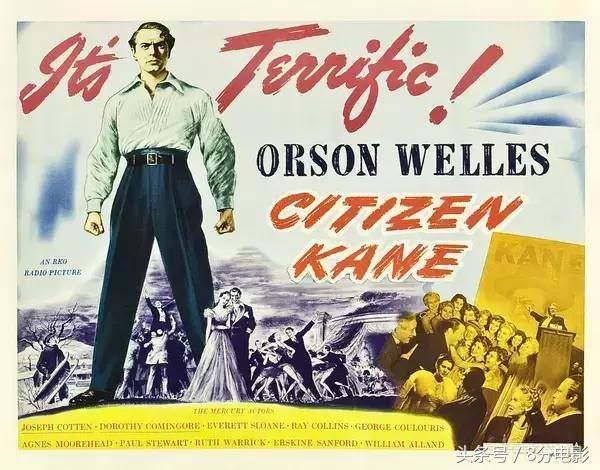 It's Terrific!
ORSON WELLES
CITIZEN
KANE
AN RKO
RADIO PICTURE
KANE
THE MERCURY ACTORS
JOSEPH COTTEN • DOROTHY COMINGORE • EVERETT SLOANE • RAY COLLINS • GEORGE COULOURIS
AGNES MOOREHEAD • PAUL STEWART • RUTH WARRICK • ERSKINE SANFORD • WILLIAM ALLAND
头条号 / 8分电影